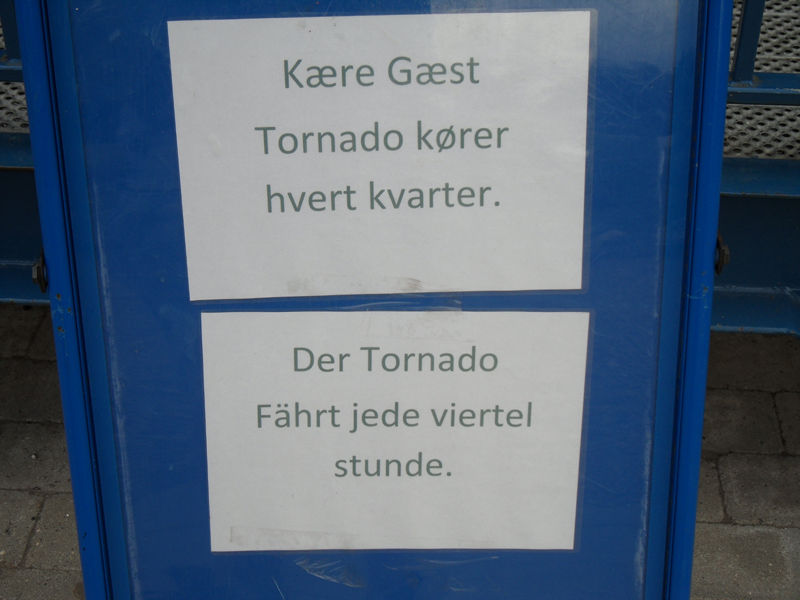 Kære Gæst
Tornado kører
hvert kvarter.
Der Tornado
Fährt jede viertel
stunde.